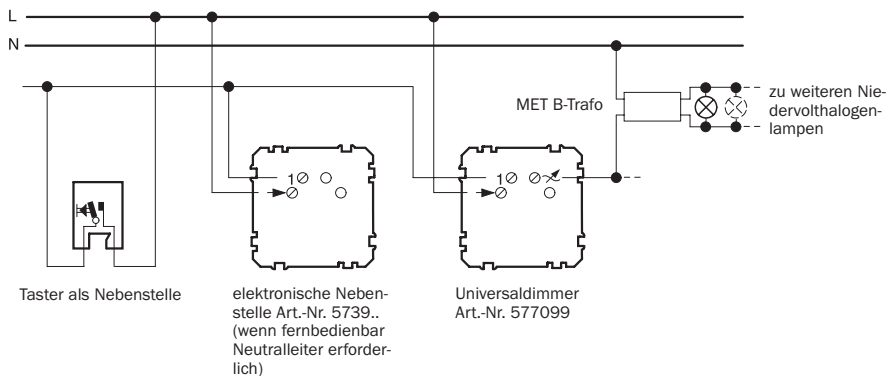 L
N
MET B-Trafo
zu weiteren Nie-
dervolthalogen-
lampen
1
1
Taster als Nebenstelle
elektronische Neben-
stelle Art.-Nr. 5739..
(wenn fernbedienbar
Neutralleiter erforder-
lich)
Universaldimmer
Art.-Nr. 577099